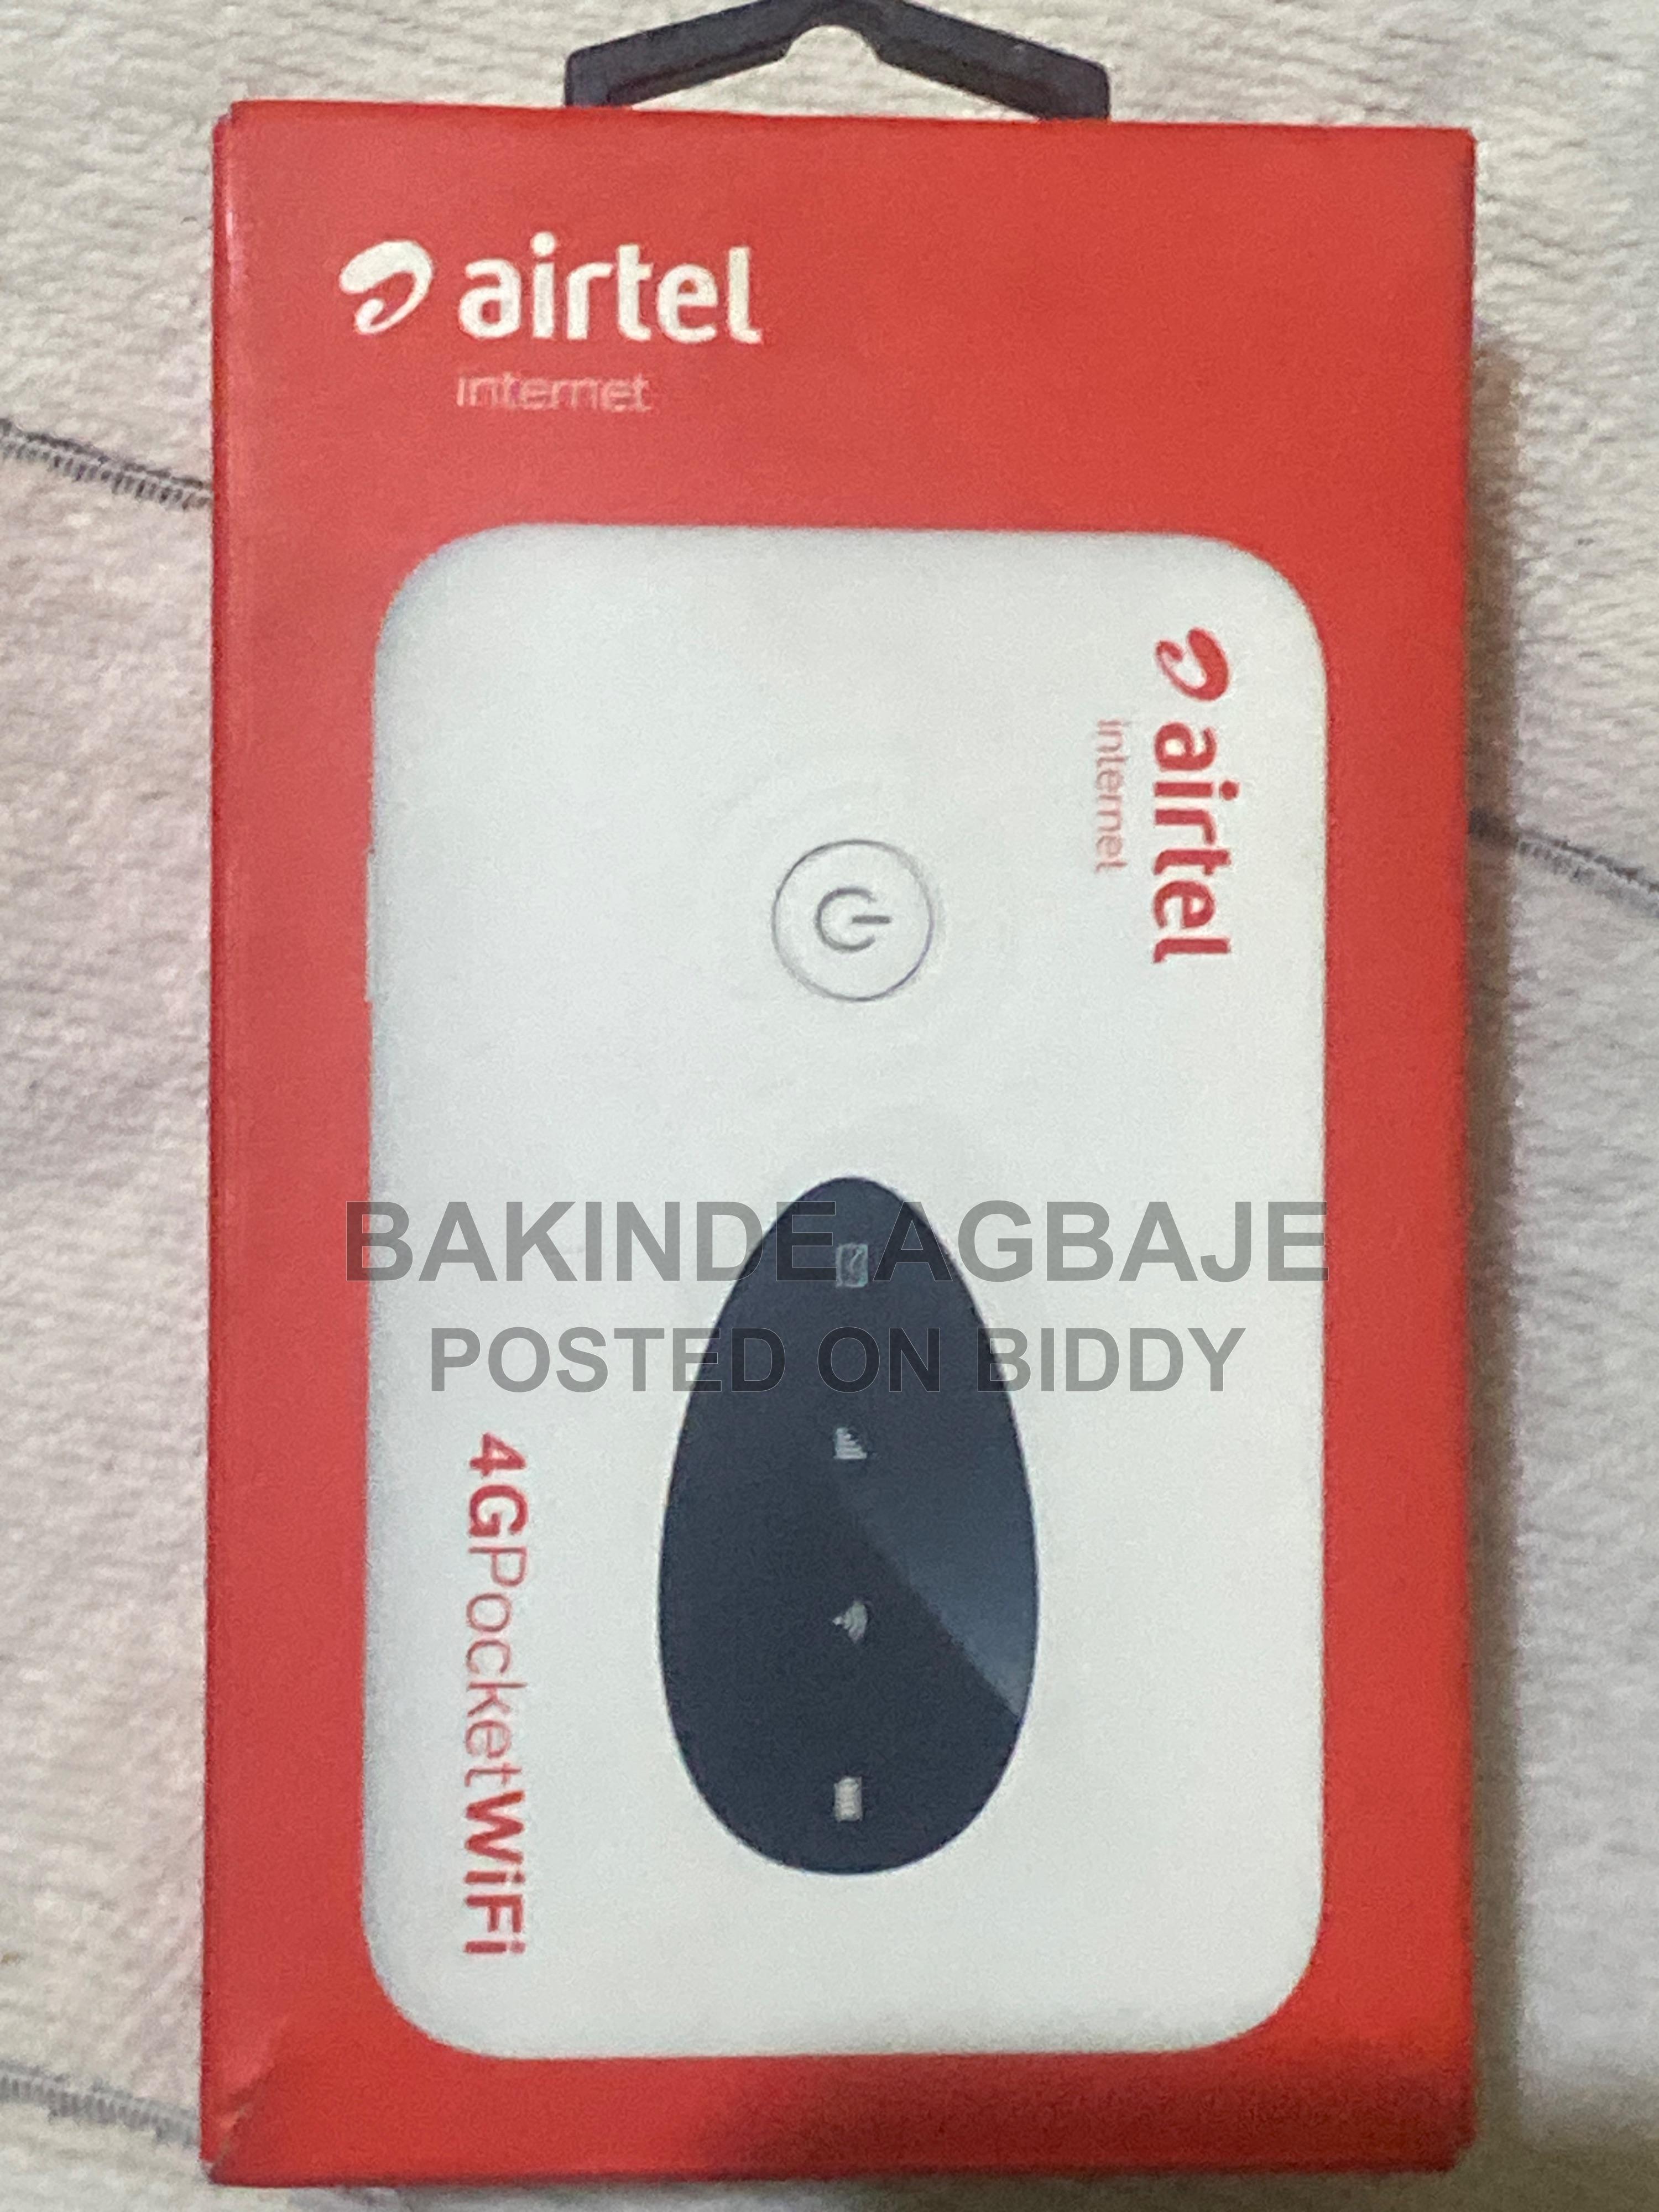 airtel
internet
airtel
internet
BAKINDE AGBAJE
POSTED ON BIDDY
4GPocketWiFi